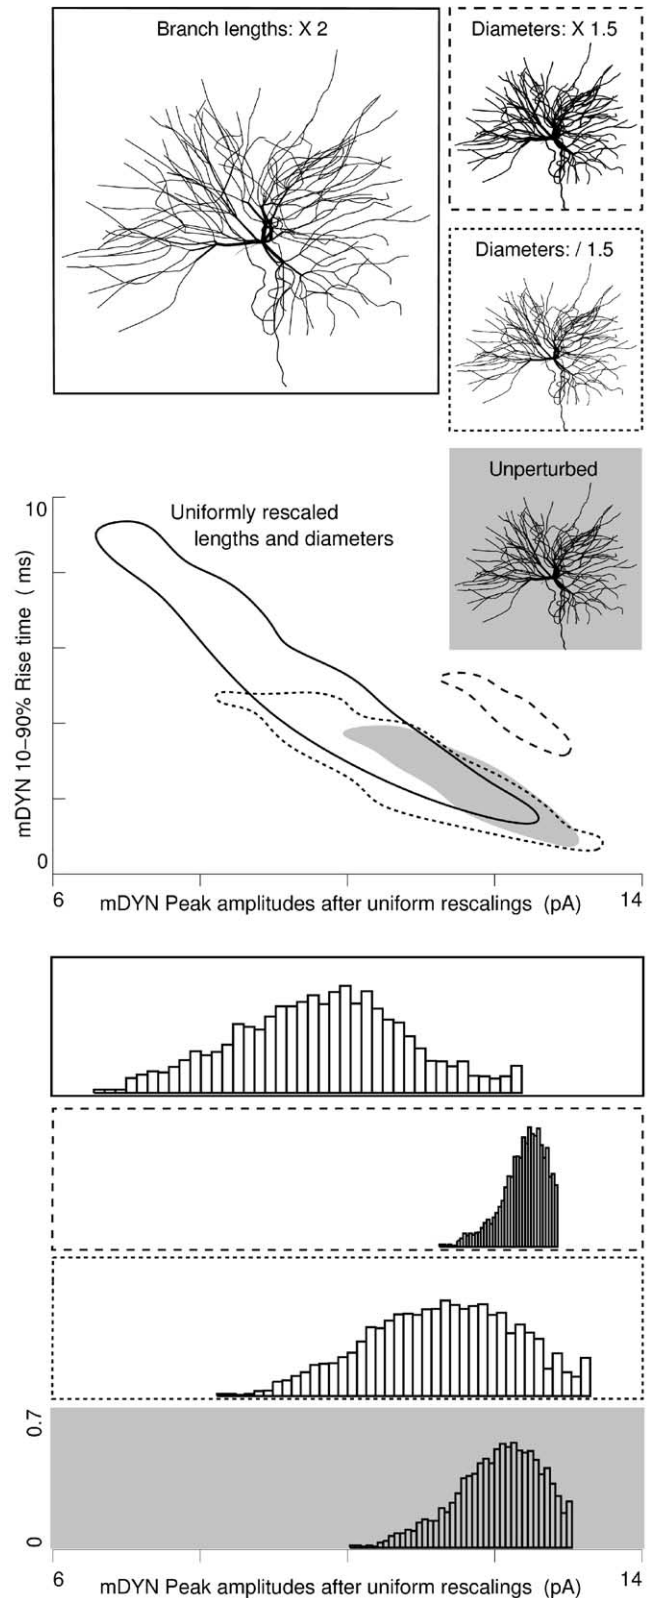 Branch lengths: X 2
Diameters: X 1.5
Diameters: / 1.5
Unperturbed
10
Uniformly rescaled
lengths and diameters
mDYN 10–90% Rise time ( ms)
0
6
14
mDYN Peak amplitudes after uniform rescalings (pA)
0.7
0
6
14
mDYN Peak amplitudes after uniform rescalings (pA)